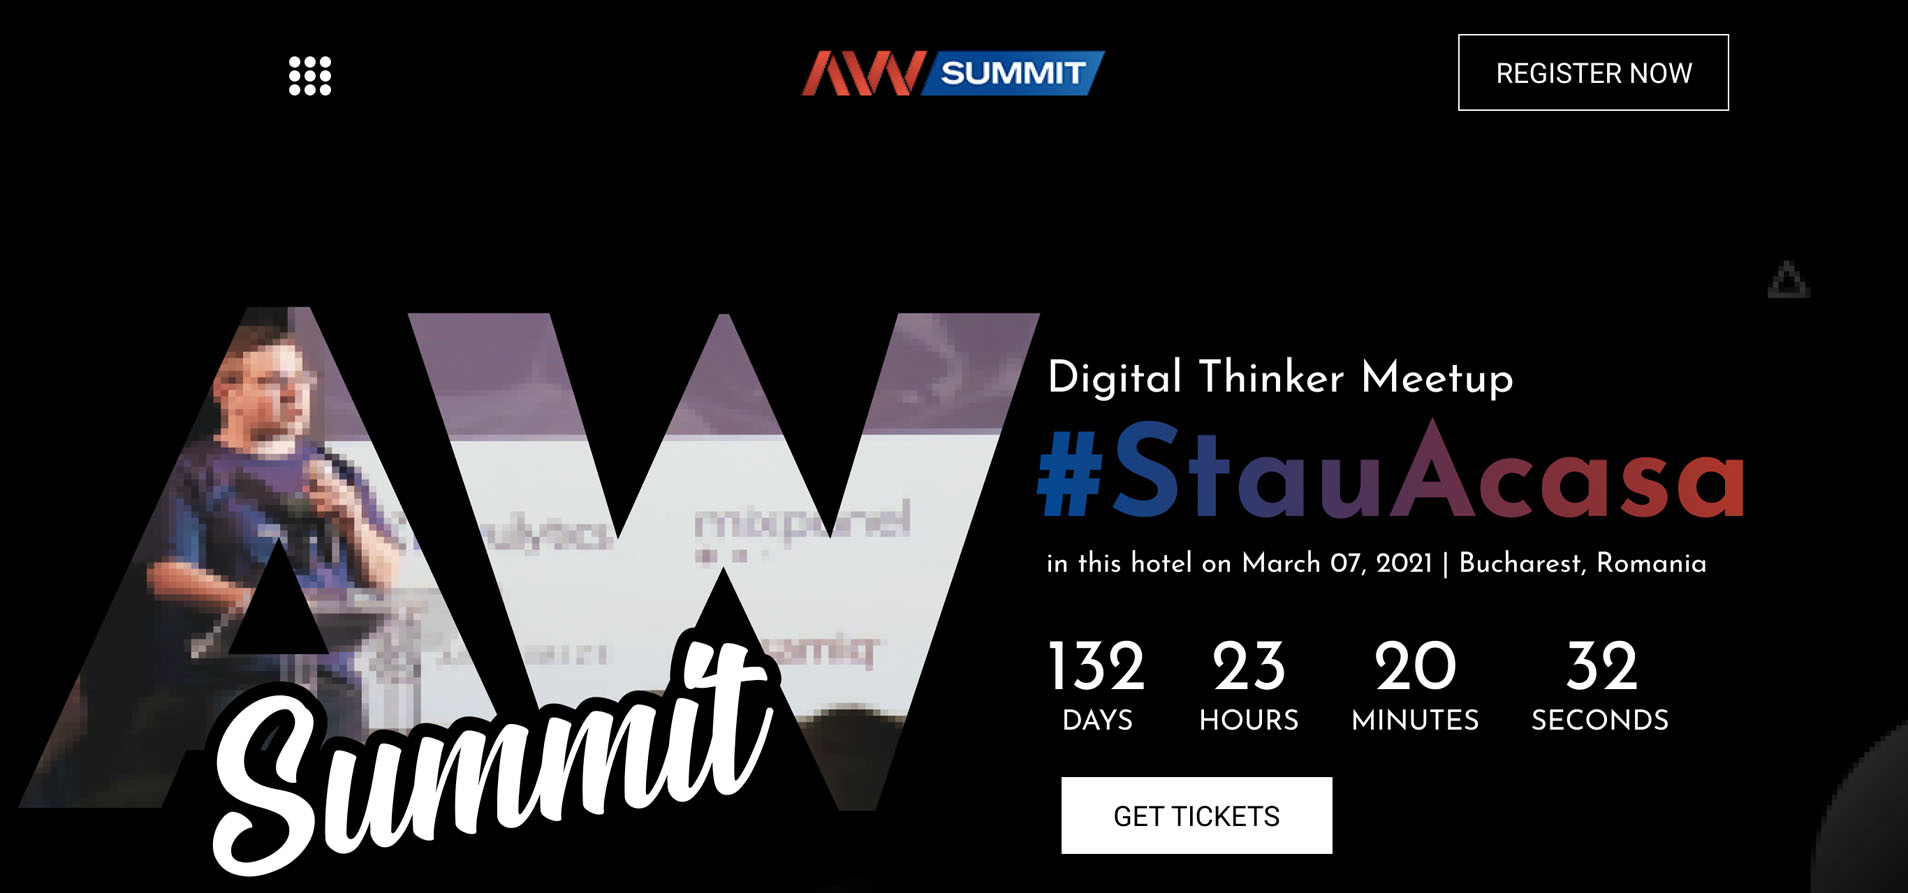 AW SUMMIT
REGISTER NOW
AW
Summit
mixpanel
Digital Thinker Meetup
#StauAcasa
in this hotel on March 07, 2021 | Bucharest, Romania
132 23 20 32
DAYS HOURS MINUTES SECONDS
GET TICKETS